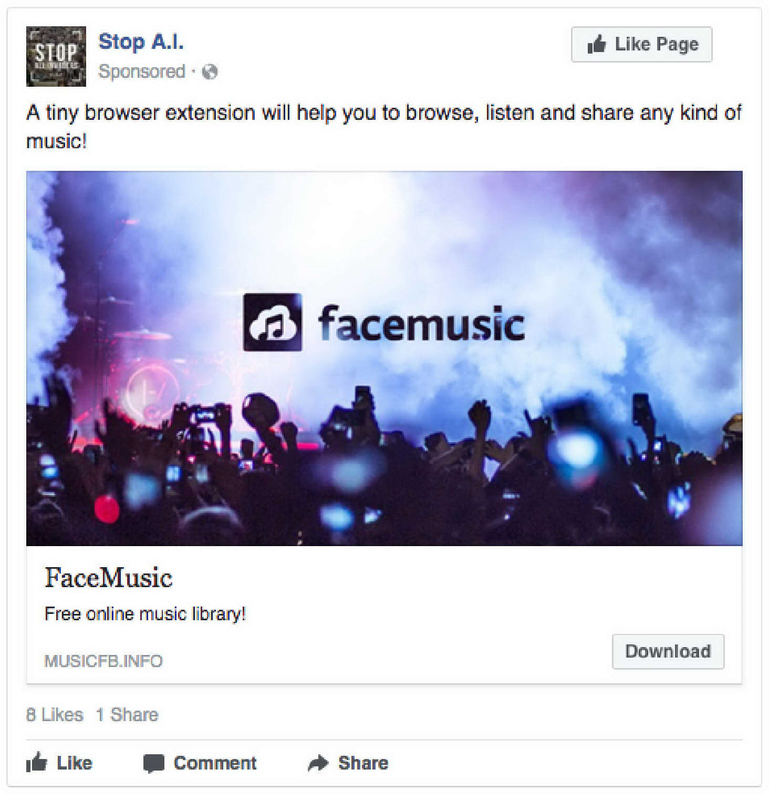 STOP
Stop A.I.
Like Page
Sponsored ·
A tiny browser extension will help you to browse, listen and share any kind of
music!
facemusic
FaceMusic
Free online music library!
MUSICFB.INFO
Download
8 Likes 1 Share
Like Comment Share